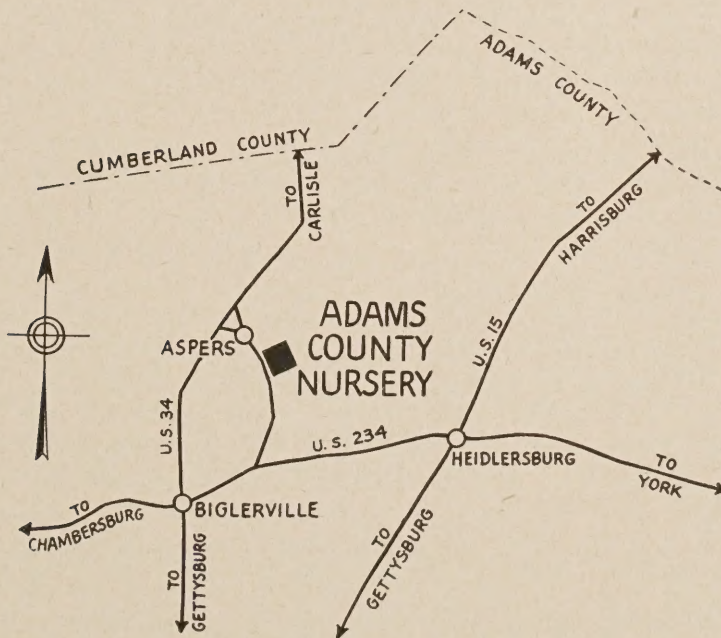 ADAMS COUNTY
CUMBERLAND COUNTY
TO
CARLISLE
TO
HARRISBURG
ADAMS
COUNTY
NURSERY
ASPERS
U.S. 15
U.S. 34
U.S. 234
HEIDLERSBURG
TO
YORK
TO
CHAMBERSBURG
BIGLERVILLE
TO
GETTYSBURG
TO
GETTYSBURG